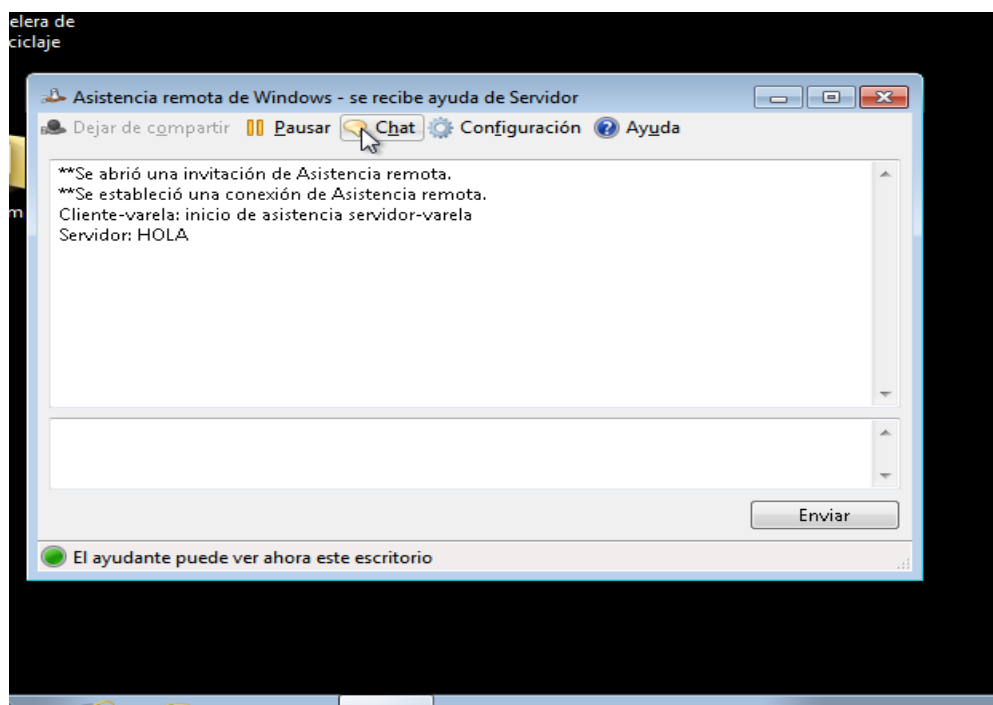 elera de
ciclaje
Asistencia remota de Windows - se recibe ayuda de Servidor
Dejar de compartir Pausar Chat Configuración Ayuda
**Se abrió una invitación de Asistencia remota.
**Se estableció una conexión de Asistencia remota.
Cliente-varela: inicio de asistencia servidor-varela
Servidor: HOLA
m
Enviar
El ayudante puede ver ahora este escritorio